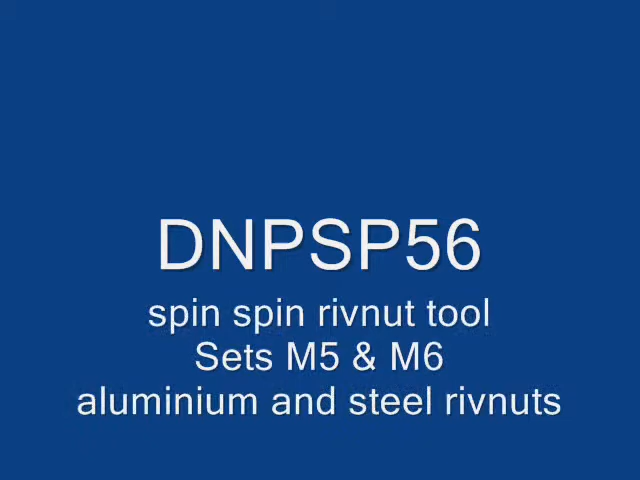 DNPSP56
spin spin rivnut tool
Sets M5 & M6
aluminium and steel rivnuts